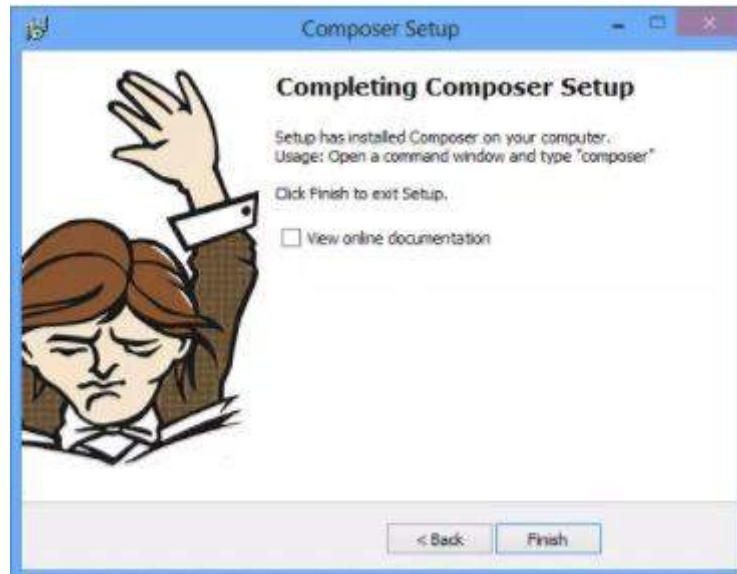 Composer Setup
Completing Composer Setup
Setup has installed Composer on your computer.
Usage: Open a command window and type "composer"
Click Finish to exit Setup.
View online documentation
< Back
Finish